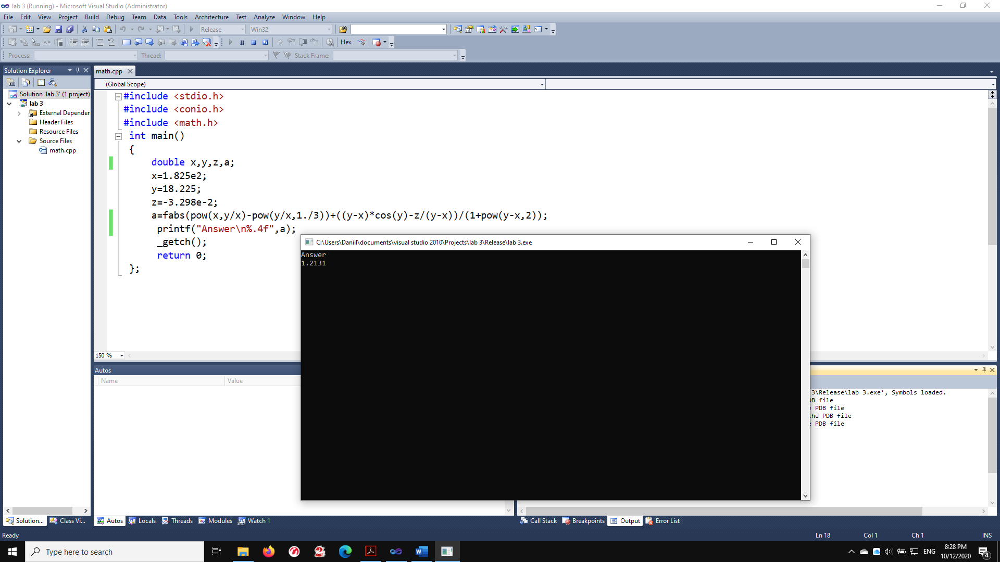 lab 3 (Running) - Microsoft Visual Studio (Administrator)
File Edit View Project Build Debug Team Data Tools Architecture Test Analyze Window Help
Release Win32
Hex
Process: Thread: Stack Frame:
Solution Explorer
math.cpp
(Global Scope)
Solution 'lab 3' (1 project)
lab 3
External Dependen
Header Files
Resource Files
Source Files
math.cpp
#include <stdio.h>
#include <conio.h>
#include <math.h>
int main()
{
double x,y,z,a;
x=1.825e2;
y=18.225;
z=-3.298e-2;
a=fabs(pow(x,y/x)-pow(y/x,1./3))+((y-x)*cos(y)-z/(y-x))/(1+pow(y-x,2));
printf("Answer\n%.4f",a);
_getch();
return 0;
};
C:\Users\Daniil\documents\visual studio 2010\Projects\lab 3\Release\lab 3.exe
Answer
1.2131
150 %
Autos
Name Value
3\Release\lab 3.exe', Symbols loaded.
DB file
e PDB file
the PDB file
e PDB file
Solution... Class Vi...
Autos Locals Threads Modules Watch 1
Call Stack Breakpoints Output Error List
Ready Ln 18 Col 1 Ch 1 INS
Type here to search
ENG
8:28 PM
10/12/2020
4